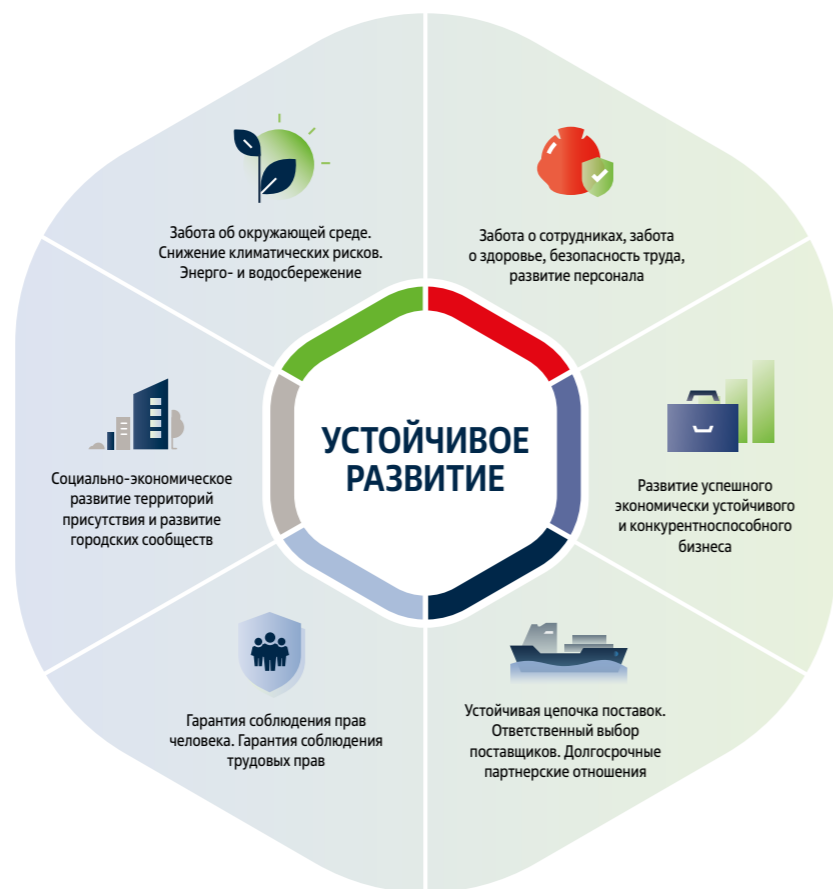 Забота об окружающей среде.
Снижение климатических рисков.
Энерго- и водосбережение
Забота о сотрудниках, забота
о здоровье, безопасность труда,
развитие персонала
УСТОЙЧИВОЕ
РАЗВИТИЕ
Социально-экономическое
развитие территорий
присутствия и развитие
городских сообществ
Развитие успешного
экономически устойчивого
и конкурентноспособного
бизнеса
Гарантия соблюдения прав
человека. Гарантия соблюдения
трудовых прав
Устойчивая цепочка поставок.
Ответственный выбор
поставщиков. Долгосрочные
партнерские отношения